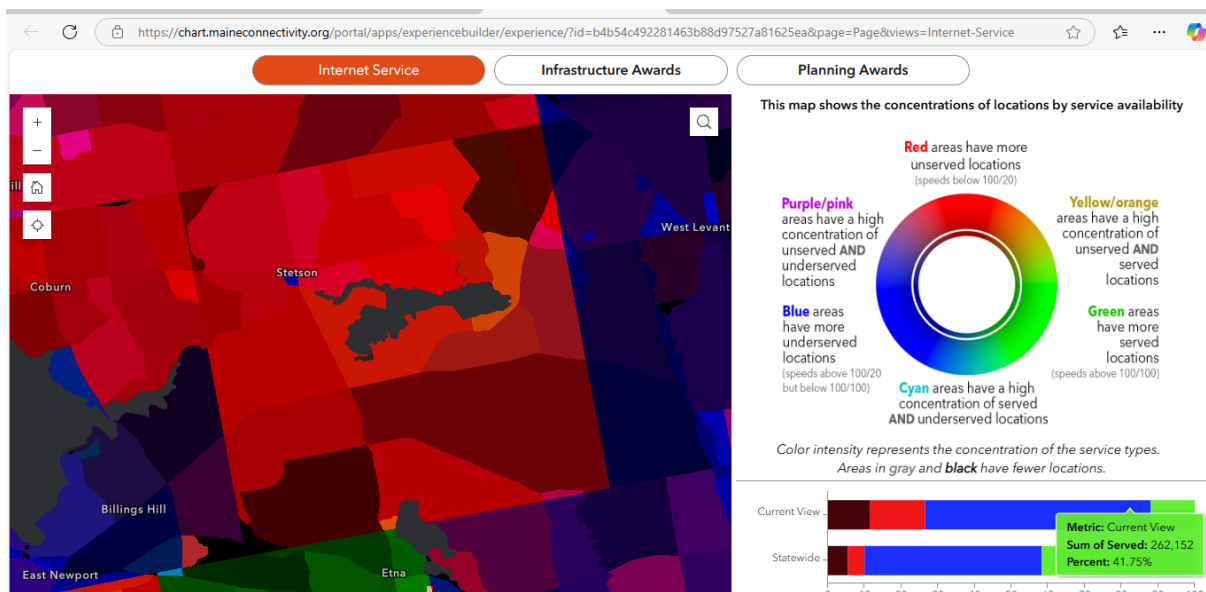 https://chart.maineconnectivity.org/portal/apps/experiencebuilder/experience/?id=b4b54c492281463b88d97527a81625ea&page=Page&views=Internet-Service
Internet Service
Infrastructure Awards
Planning Awards
+
−
ill
Stetson
West Levant
Coburn
Billings Hill
East Newport
Etna
This map shows the concentrations of locations by service availability
Red areas have more
unserved locations
(speeds below 100/20)
Purple/pink
areas have a high
concentration of
unserved AND
underserved
locations
Yellow/orange
areas have a high
concentration of
unserved AND
served
locations
Blue areas
have more
underserved
locations
(speeds above 100/20
but below 100/100)
Green areas
have more
served
locations
(speeds above 100/100)
Cyan areas have a high
concentration of served
AND underserved locations
Color intensity represents the concentration of the service types.
Areas in gray and black have fewer locations.
Current View
Statewide
Metric: Current View
Sum of Served: 262,152
Percent: 41.75%